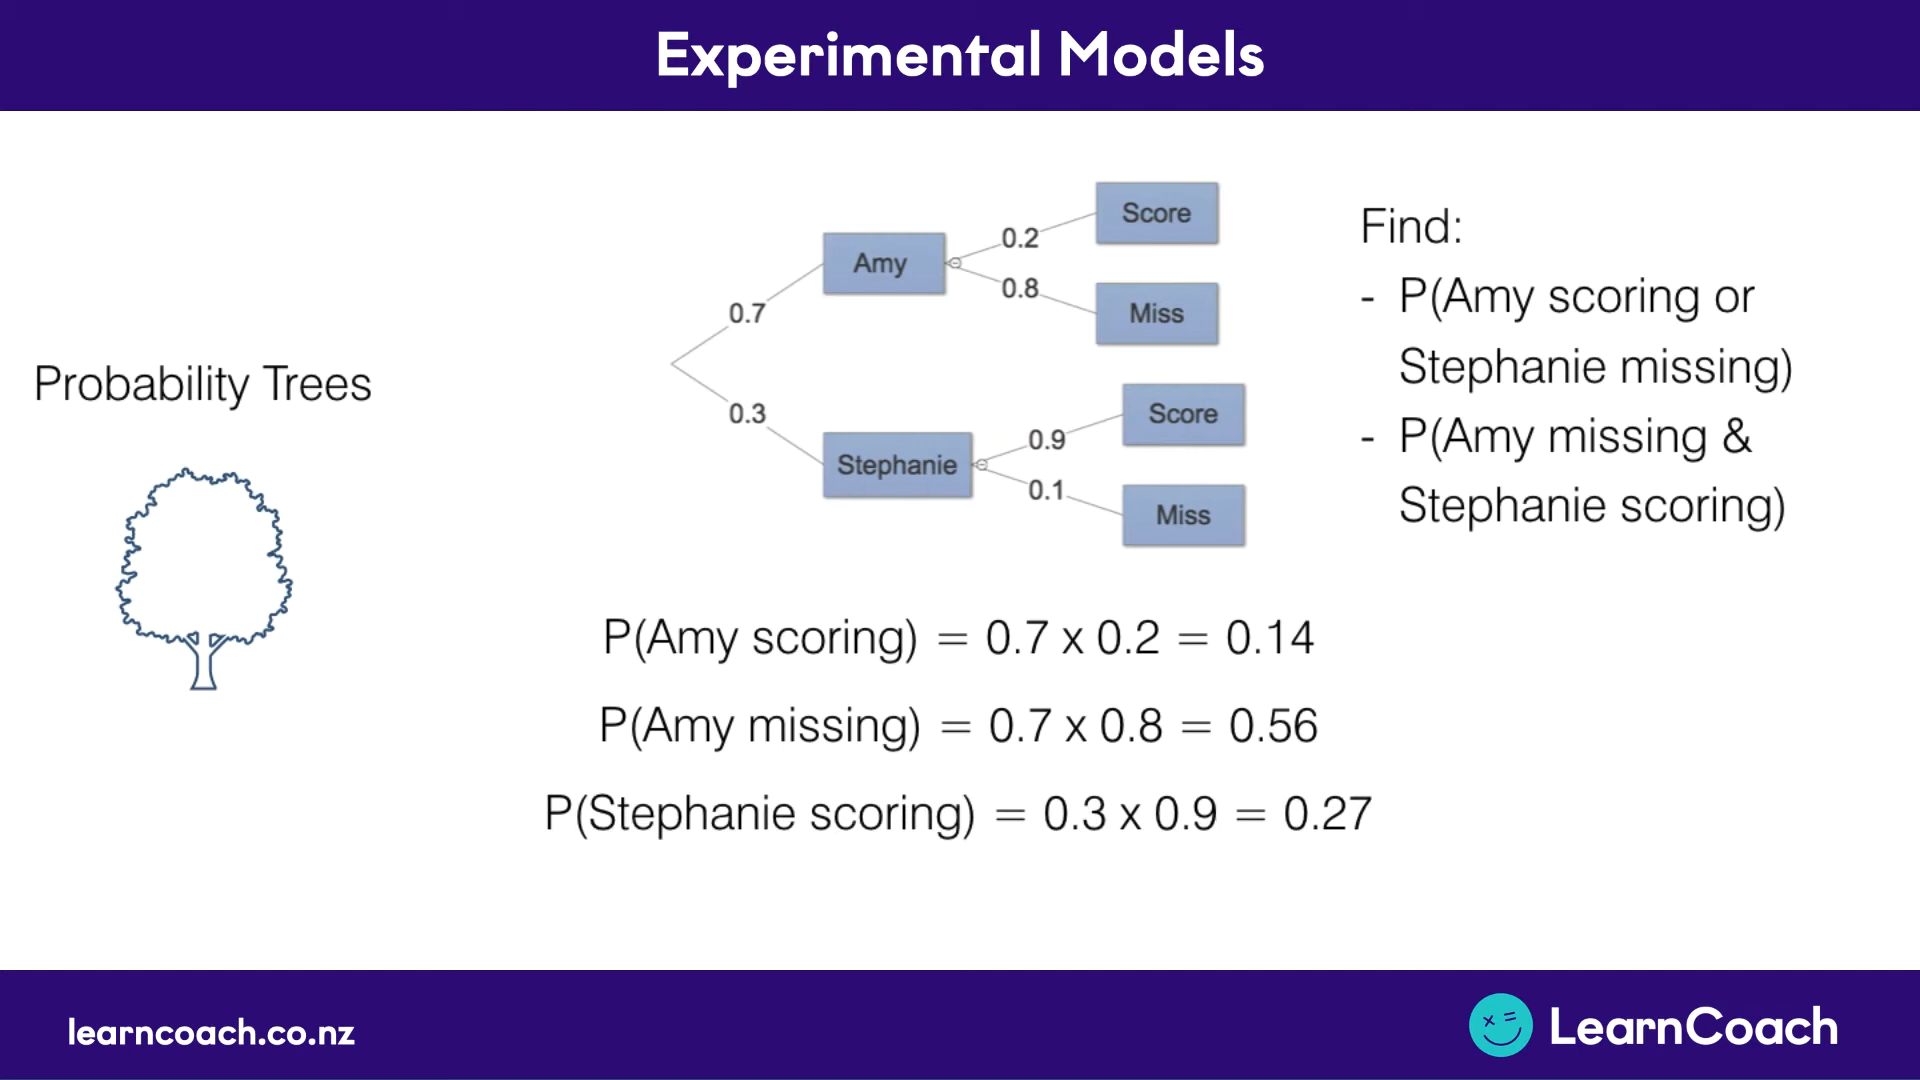 Experimental Models
Probability Trees
Amy
Stephanie
0.7
0.3
0.2
0.8
0.9
0.1
Score
Miss
Score
Miss
Find:
- P(Amy scoring or
Stephanie missing)
- P(Amy missing &
Stephanie scoring)
P(Amy scoring) = 0.7 x 0.2 = 0.14
P(Amy missing) = 0.7 x 0.8 = 0.56
P(Stephanie scoring) = 0.3 x 0.9 = 0.27
learncoach.co.nz
LearnCoach